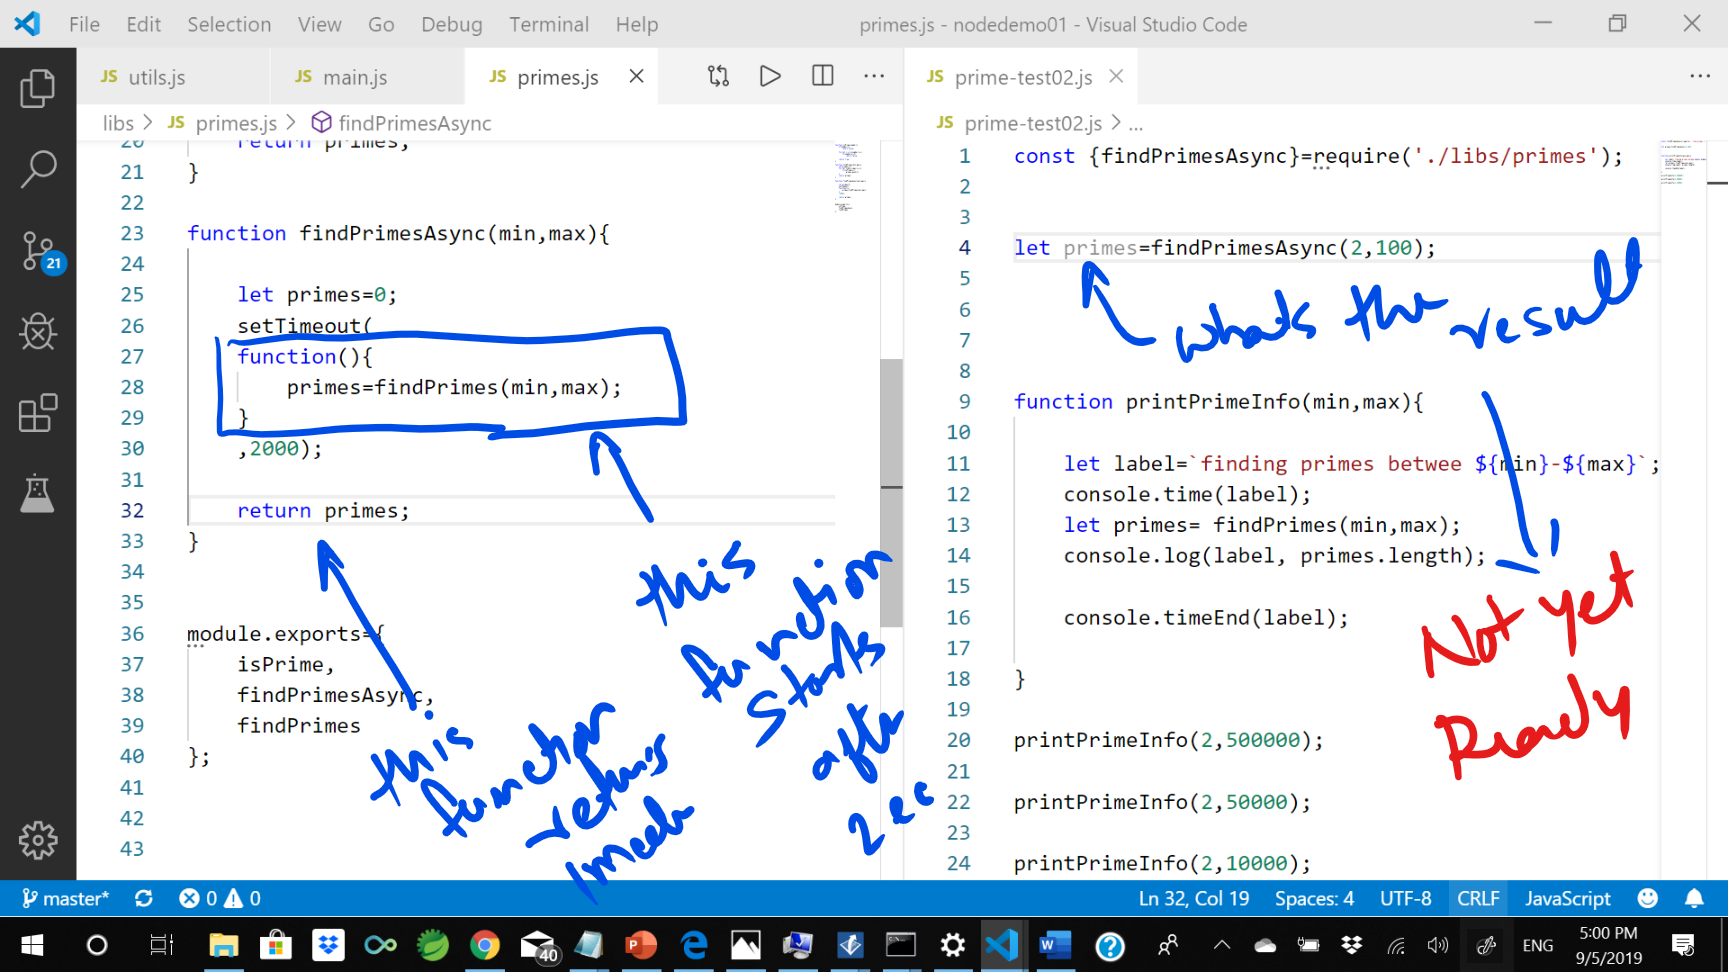 File Edit Selection View Go Debug Terminal Help
primes.js - nodedemo01 - Visual Studio Code
JS utils.js
JS main.js
JS primes.js
JS prime-test02.js
libs > JS primes.js > findPrimesAsync
JS prime-test02.js > ...
20 return primes;
21 }
22
23 function findPrimesAsync(min,max){
24
25 let primes=0;
26 setTimeout(
27 function(){
28 primes=findPrimes(min,max);
29 }
30 ,2000);
31
32 return primes;
33 }
34
35
36 module.exports={
37 isPrime,
38 findPrimesAsync,
39 findPrimes
40 };
41
42
43
this
function
returns
this
function
starts
after
2 sec
1 const {findPrimesAsync}=require('./libs/primes');
2
3
4 let primes=findPrimesAsync(2,100);
5
6
7
8
9 function printPrimeInfo(min,max){
10
11 let label=`finding primes betwee ${min}-${max}`;
12 console.time(label);
13 let primes= findPrimes(min,max);
14 console.log(label, primes.length);
15
16 console.timeEnd(label);
17
18 }
19
20 printPrimeInfo(2,500000);
21
22 printPrimeInfo(2,50000);
23
24 printPrimeInfo(2,10000);
whats the result
Not yet
Ready
21
master* 0 0
Ln 32, Col 19 Spaces: 4 UTF-8 CRLF JavaScript
40
ENG
5:00 PM
9/5/2019